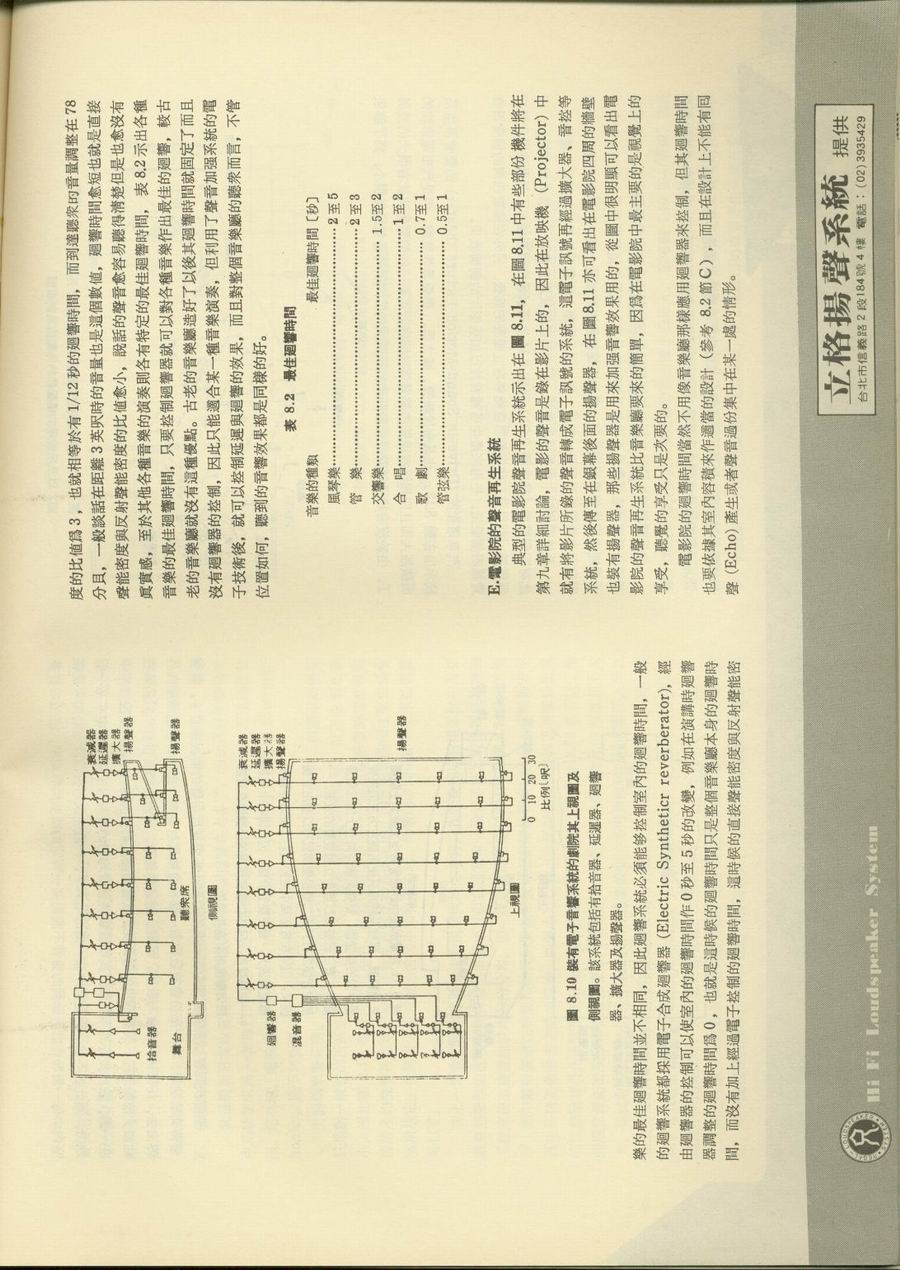 衰減器
延遲器
擴大器
揚聲器
揚聲器
拾音器
舞台
聽衆席
側視圖
衰減器
延遲器
擴大器
揚聲器
揚聲器
廻響器
混音器
上視圖
0 10 20 30
比例(呎)
圖 8.10 裝有電子音響系統的劇院其上視圖及
側視圖。該系統包括有拾音器、延遲器、廻響
器、擴大器及揚聲器。
樂的最佳廻響時間並不相同，因此廻響系統必須能够控制室內的廻響時間，一般
的廻響系統都採用電子合成廻響器（Electric Syntheticr reverberator），經
由廻響器的控制可以使室內的廻響時間作 0 秒至 5 秒的改變，例如在演講時廻響
器調整的廻響時間爲 0，也就是這時候的廻響時間只是整個音樂廳本身的廻響時
間，而沒有加上經過電子控制的廻響時間，這時候的直接聲能密度與反射聲能密
度的比值爲 3，也就相等於有 1/12 秒的廻響時間，而到達聽衆的音量調整在 78
分貝，一般談話在距離 3 英呎時的音量也是這個數值，廻響時間愈短也就是直接
聲能密度與反射聲能密度的比值愈小，說話的聲音愈容易聽得淸楚但是也愈沒有
眞實感，至於其他各種音樂的演奏則各有特定的最佳廻響時間，表 8.2 示出各種
音樂的最佳廻響時間，只要控制廻響器就可以對各種音樂作出最佳的廻響，較古
老的音樂廳就沒有這種優點。古老的音樂廳造好了以後其廻響時間就固定了而且
沒有廻響器的控制，因此只能適合某一種音樂演奏，但利用了聲音加强系統的電
子技術後，就可以控制延遲與廻響的效果，而且對整個音樂廳的聽衆而言，不管
位置如何，聽到的音響效果都是同樣的好。
表 8.2 最佳廻響時間
音樂的種類 最佳廻響時間〔秒〕
風琴樂……2至5
管 樂……2至3
交響樂……1.5至2
合 唱……1至2
歌 劇……0.7至1
管弦樂……0.5至1
E.電影院的聲音再生系統
典型的電影院聲音再生系統示出在 圖 8.11，在圖 8.11 中有些部份 機件將在
第九章詳細討論，電影的聲音是錄在影片上的，因此在放映機 （Projector）中
就有將影片所錄的聲音轉成電子訊號的系統，這電子訊號再經過擴大器、音控等
系統，然後傳至在銀幕後面的揚聲器，在 圖 8.11 亦可看出在電影院四周的牆壁
也裝有揚聲器，那些揚聲器是用來加强音響效果用的，從圖中很明顯可以看出電
影院的聲音再生系統比音樂廳要來的簡單，因爲在電影院中最主要的是視覺上的
享受，聽覺的享受只是次要的。
電影院的廻響時間當然不用像音樂廳那樣應用廻響器來控制，但其廻響時間
也要依據其室內容積來作適當的設計（參考 8.2 節 C），而且在設計上不能有囘
聲（Echo）產生或者聲音過份集中在某一處的情形。
Hi Fi Loudspeaker System
立格揚聲系統 提供
台北市信義路 2 段184號 4 樓 電話：(02) 3935429